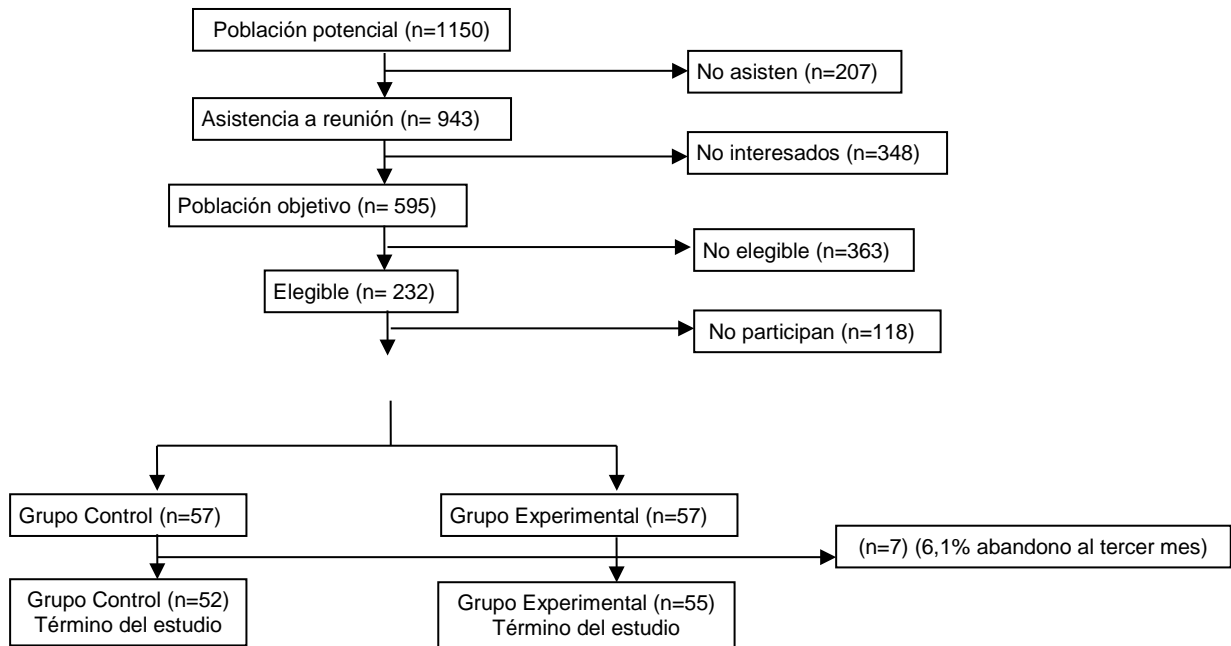 Población potencial (n=1150)
No asisten (n=207)
Asistencia a reunión (n= 943)
No interesados (n=348)
Población objetivo (n= 595)
No elegible (n=363)
Elegible (n= 232)
No participan (n=118)
Grupo Control (n=57)
Grupo Experimental (n=57)
(n=7) (6,1% abandono al tercer mes)
Grupo Control (n=52)
Término del estudio
Grupo Experimental (n=55)
Término del estudio